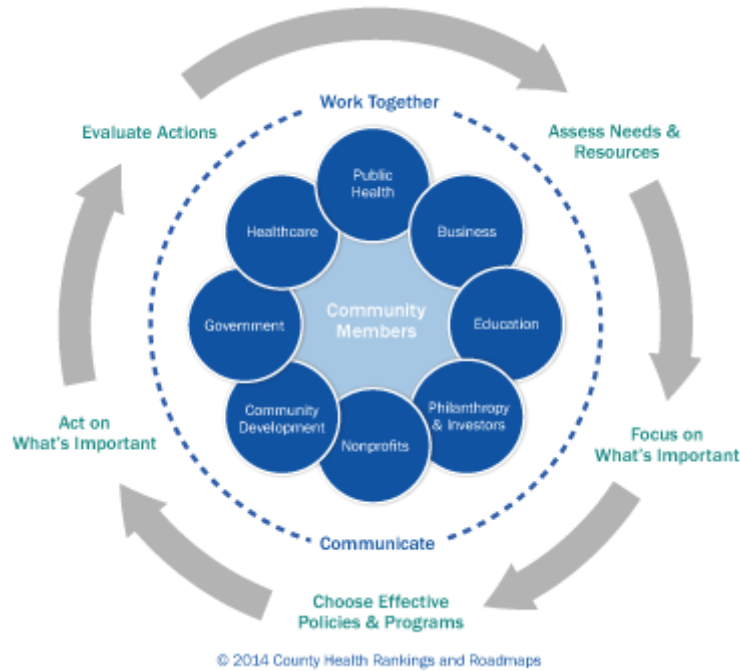 Work Together
Evaluate Actions
Assess Needs &
Resources
Public
Health
Healthcare
Business
Community
Members
Government
Education
Community
Development
Philanthropy
& Investors
Nonprofits
Act on
What's Important
Focus on
What's Important
Communicate
Choose Effective
Policies & Programs
© 2014 County Health Rankings and Roadmaps